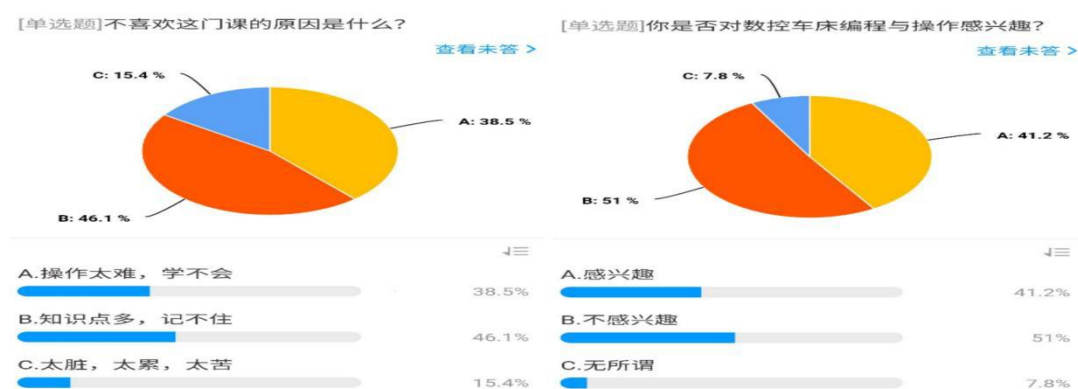 [单选题]不喜欢这门课的原因是什么?
查看未答 >
C: 15.4 %
A: 38.5 %
B: 46.1 %
A.操作太难，学不会
38.5%
B.知识点多，记不住
46.1%
C.太脏，太累，太苦
15.4%
[单选题]你是否对数控车床编程与操作感兴趣?
查看未答 >
C: 7.8 %
A: 41.2 %
B: 51 %
A.感兴趣
41.2%
B.不感兴趣
51%
C.无所谓
7.8%